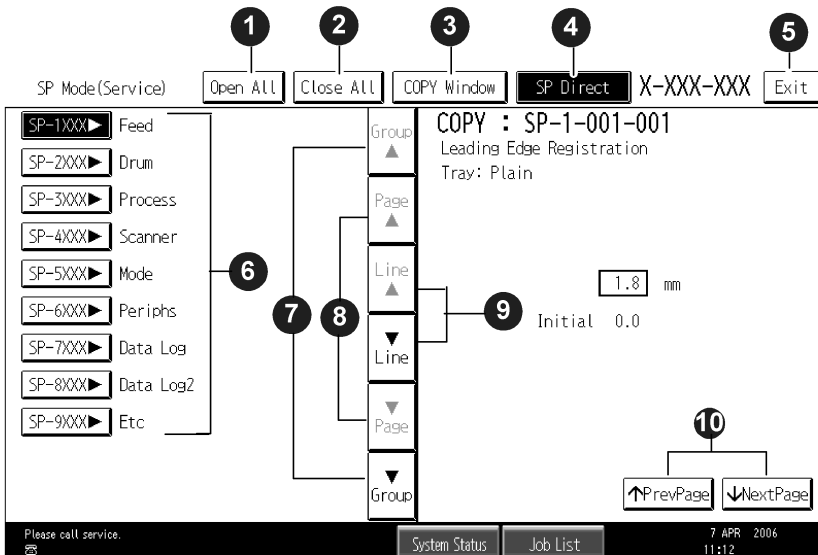 1 2 3 4 5
SP Mode(Service) Open All Close All COPY Window SP Direct X-XXX-XXX Exit
SP-1XXX▶ Feed
SP-2XXX▶ Drum
SP-3XXX▶ Process
SP-4XXX▶ Scanner
SP-5XXX▶ Mode
SP-6XXX▶ Periphs
SP-7XXX▶ Data Log
SP-8XXX▶ Data Log2
SP-9XXX▶ Etc
6
7
8
Group
▲
Page
▲
Line
▲
▼
Line
▼
Page
▼
Group
9
COPY : SP-1-001-001
Leading Edge Registration
Tray: Plain
1.8 mm
Initial 0.0
10
↑PrevPage ↓NextPage
Please call service.
System Status Job List
7 APR 2006
11:12